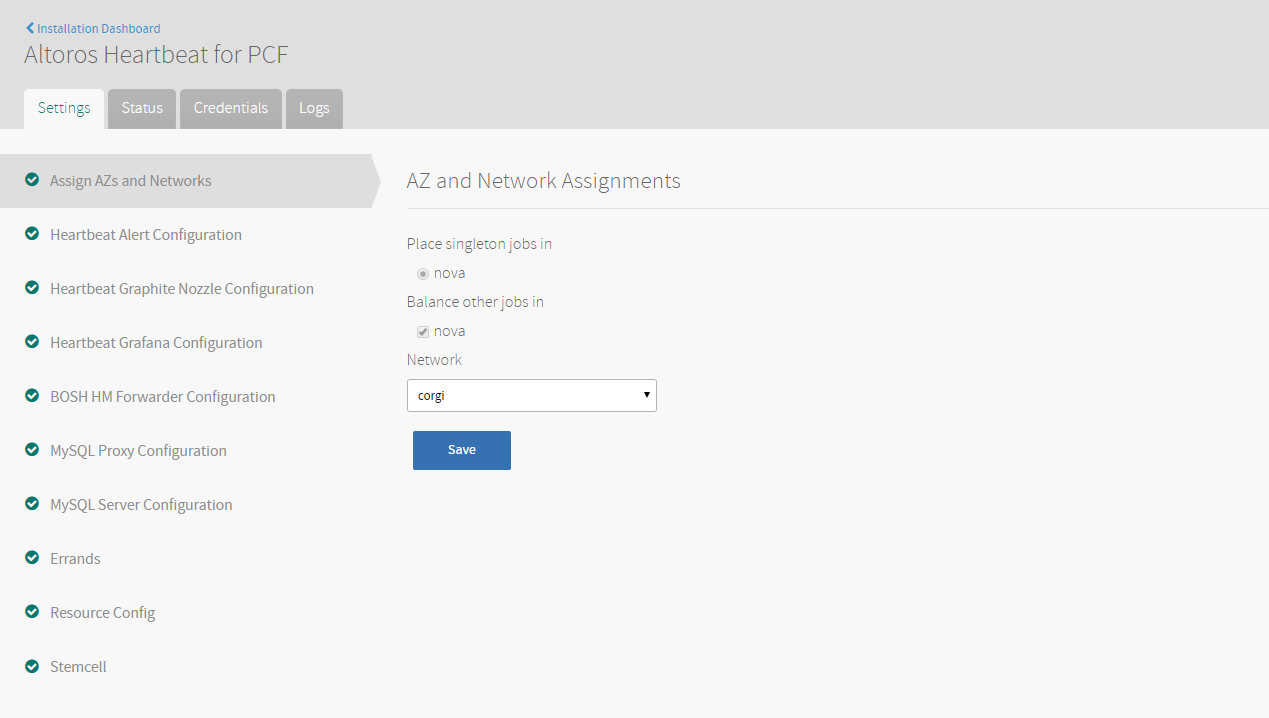 Installation Dashboard
Altoros Heartbeat for PCF
Settings
Status
Credentials
Logs
Assign AZs and Networks
Heartbeat Alert Configuration
Heartbeat Graphite Nozzle Configuration
Heartbeat Grafana Configuration
BOSH HM Forwarder Configuration
MySQL Proxy Configuration
MySQL Server Configuration
Errands
Resource Config
Stemcell
AZ and Network Assignments
Place singleton jobs in
nova
Balance other jobs in
nova
Network
corgi
Save